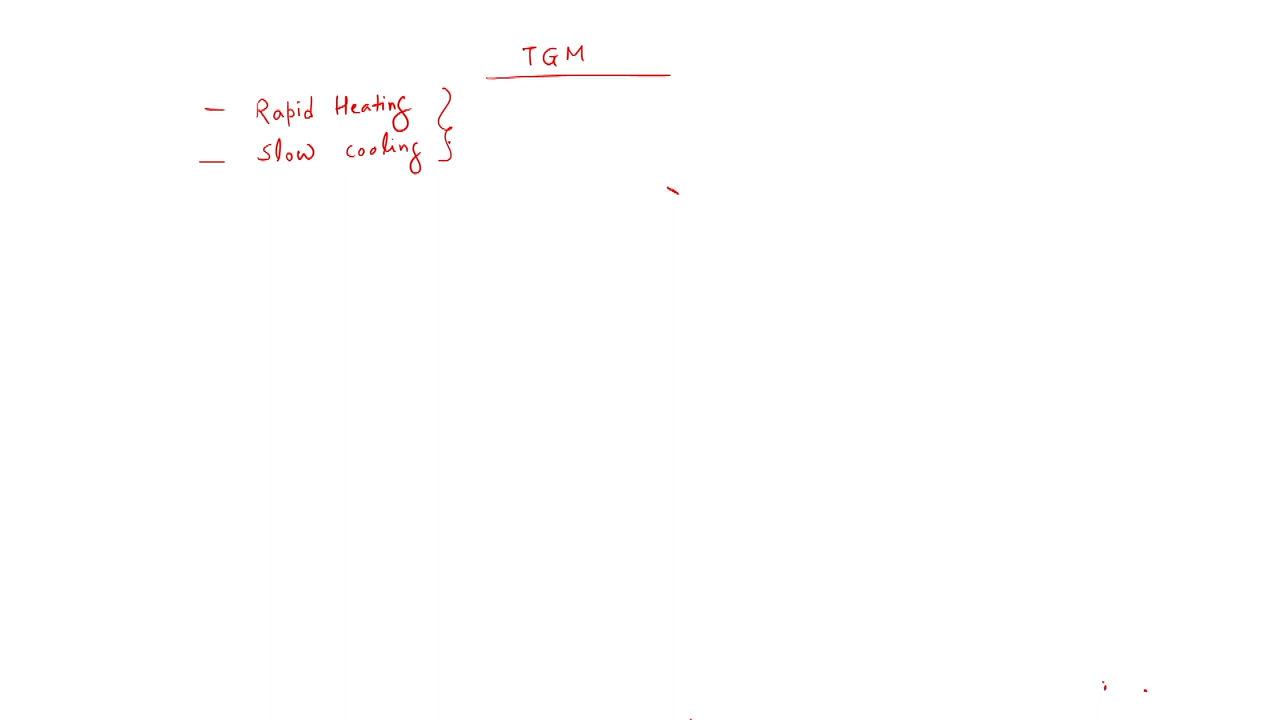 TGM
- Rapid Heating }
- Slow cooling }